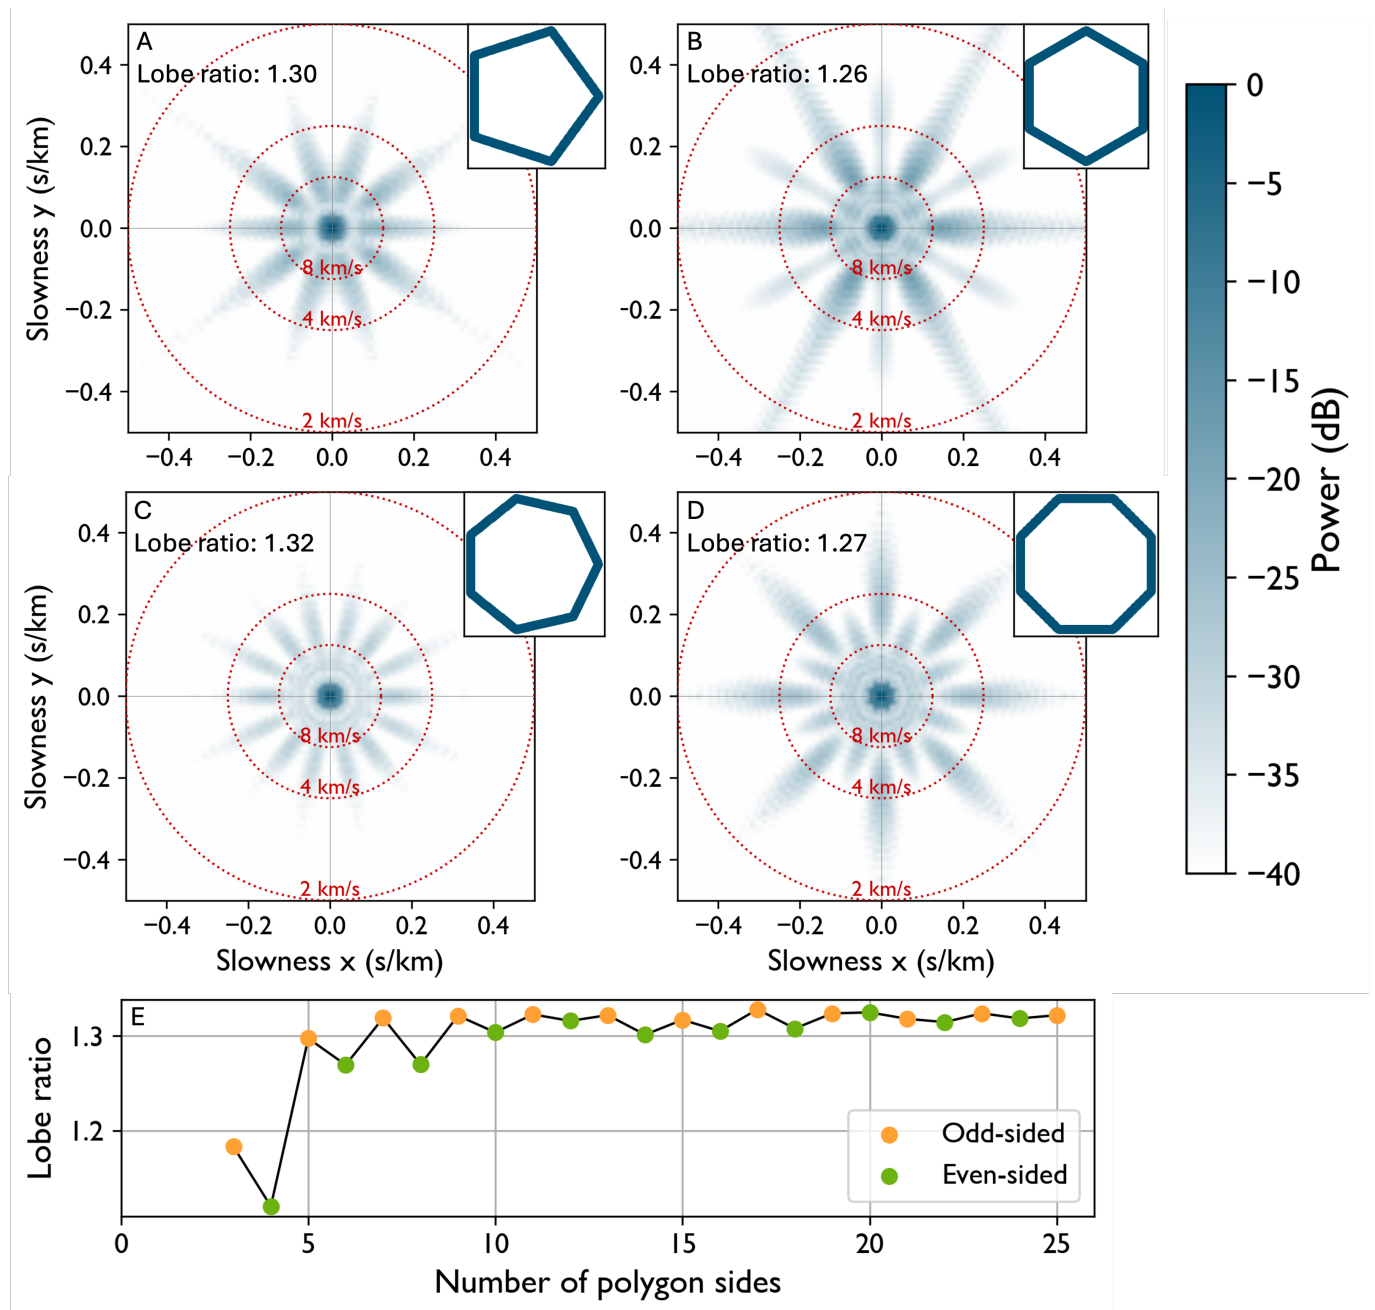 A
Lobe ratio: 1.30
0.4
0.2
0.0
−0.2
−0.4
Slowness y (s/km)
8 km/s
4 km/s
2 km/s
−0.4 −0.2 0.0 0.2 0.4
B
Lobe ratio: 1.26
0.4
0.2
0.0
−0.2
−0.4
8 km/s
4 km/s
2 km/s
−0.4 −0.2 0.0 0.2 0.4
0
−5
−10
−15
−20
−25
−30
−35
−40
Power (dB)
C
Lobe ratio: 1.32
0.4
0.2
0.0
−0.2
−0.4
Slowness y (s/km)
8 km/s
4 km/s
2 km/s
−0.4 −0.2 0.0 0.2 0.4
Slowness x (s/km)
D
Lobe ratio: 1.27
0.4
0.2
0.0
−0.2
−0.4
8 km/s
4 km/s
2 km/s
−0.4 −0.2 0.0 0.2 0.4
Slowness x (s/km)
E
1.3
1.2
Lobe ratio
Odd-sided
Even-sided
0 5 10 15 20 25
Number of polygon sides